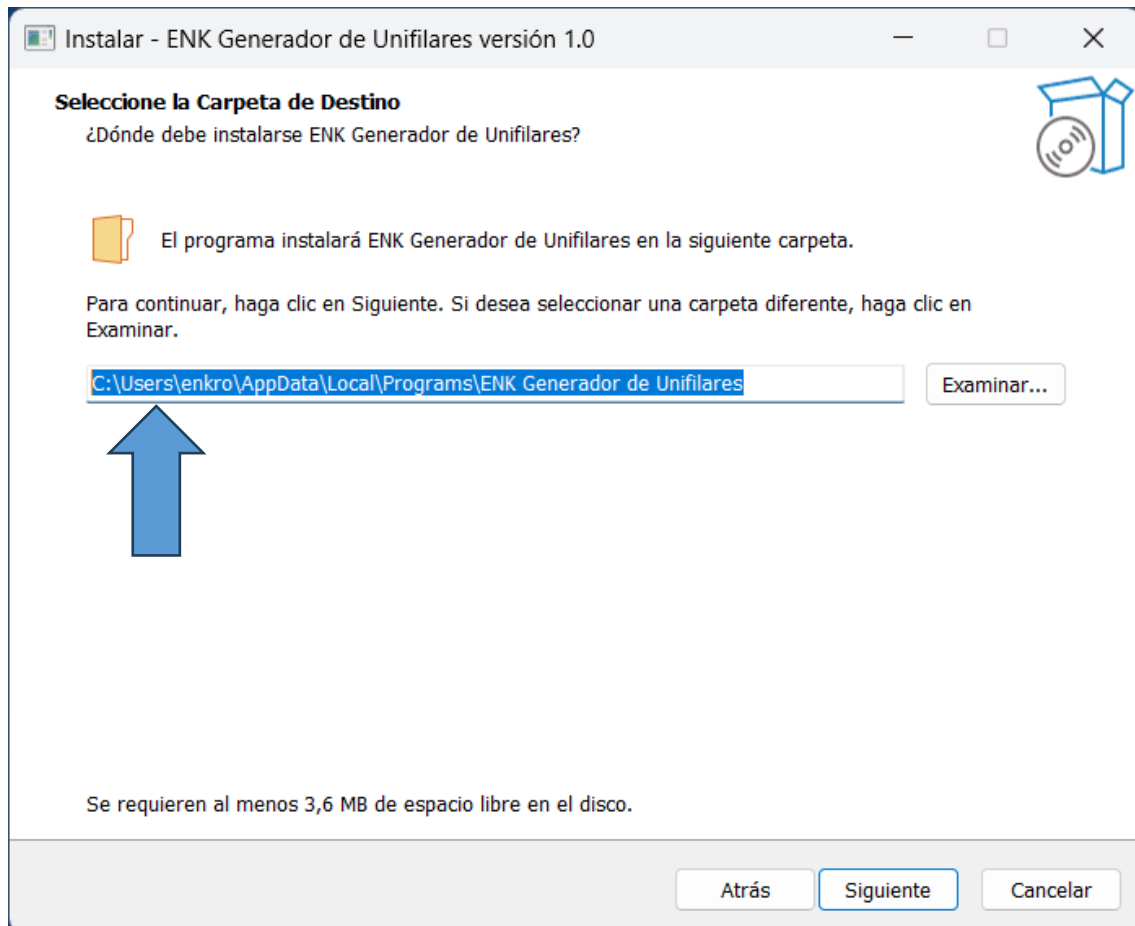 Instalar - ENK Generador de Unifilares versión 1.0
Seleccione la Carpeta de Destino
¿Dónde debe instalarse ENK Generador de Unifilares?
El programa instalará ENK Generador de Unifilares en la siguiente carpeta.
Para continuar, haga clic en Siguiente. Si desea seleccionar una carpeta diferente, haga clic en
Examinar.
C:\Users\enkro\AppData\Local\Programs\ENK Generador de Unifilares
Examinar...
Se requieren al menos 3,6 MB de espacio libre en el disco.
Atrás
Siguiente
Cancelar